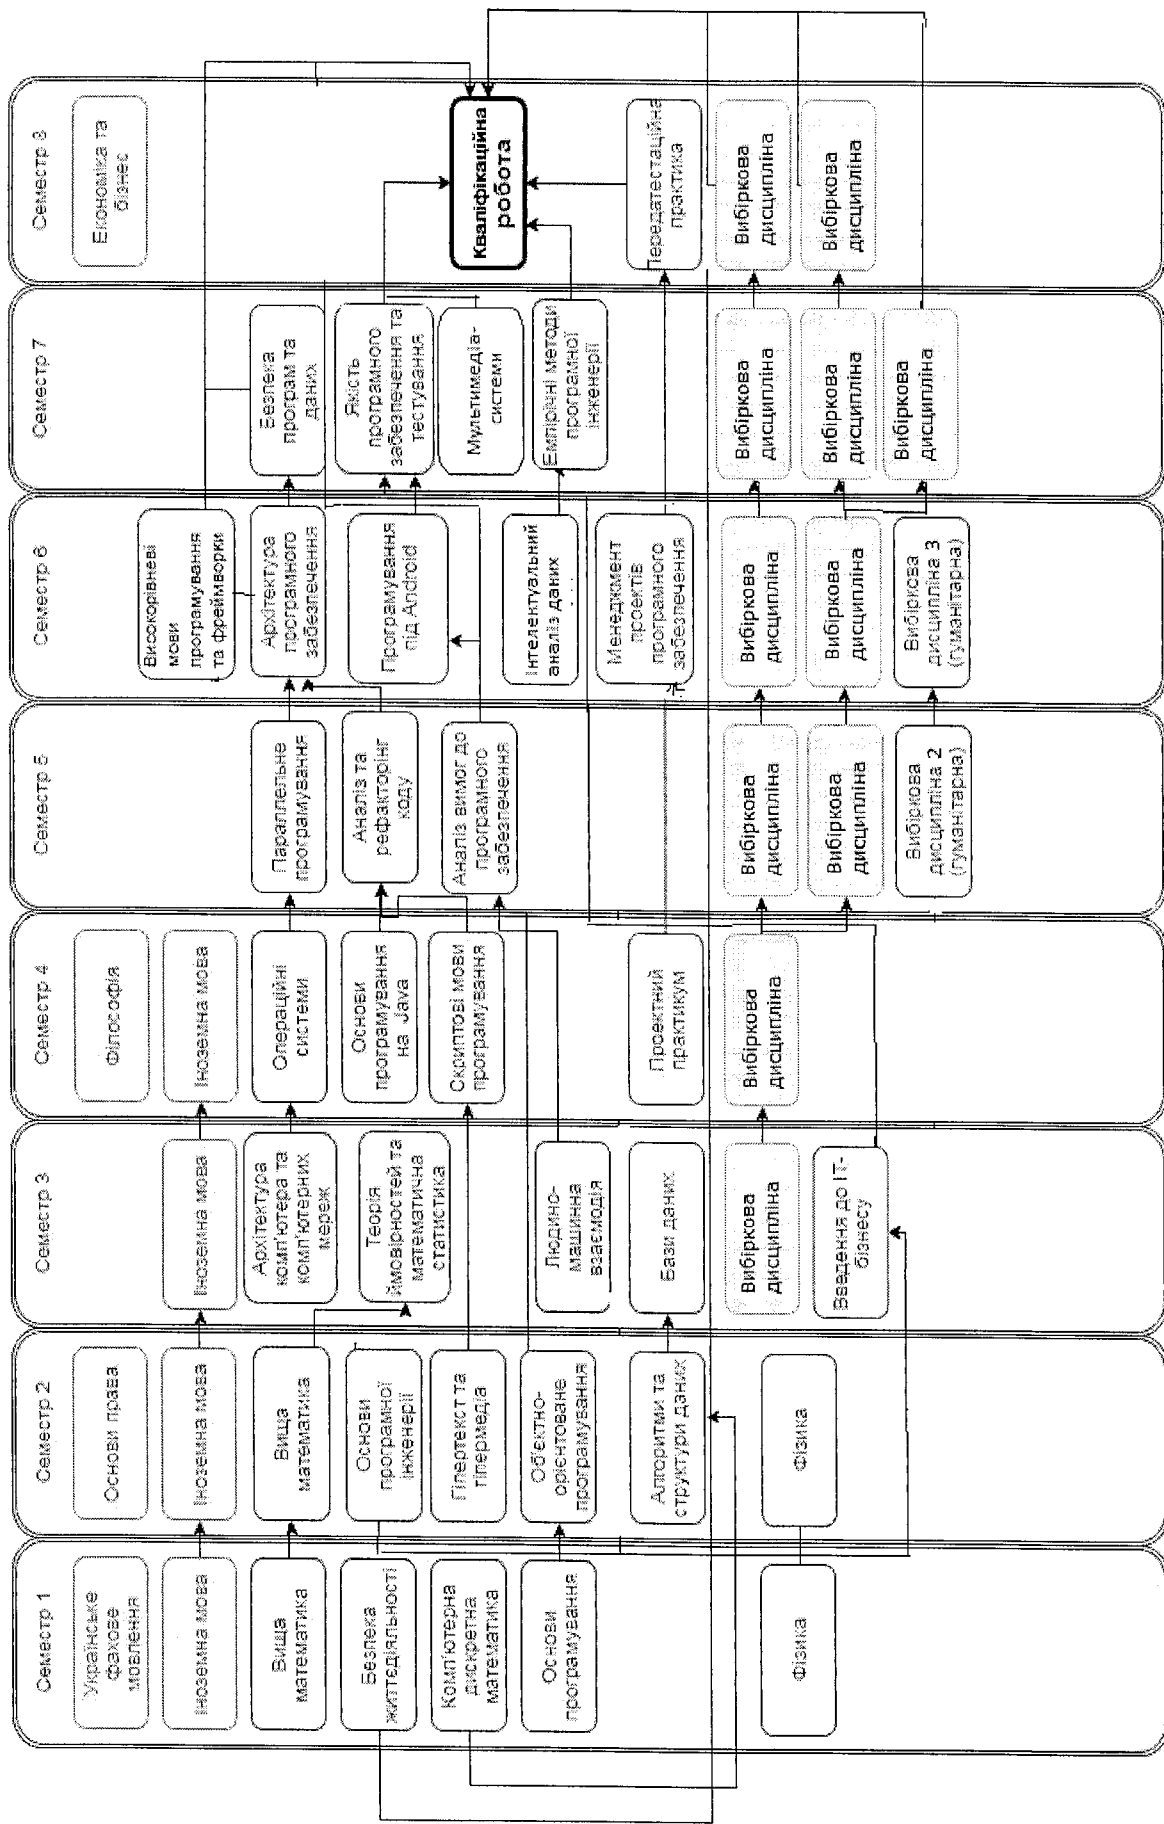 Семестр 1
Українське
фахове
мовлення
Іноземна мова
Вища
математика
Безпека
життєдіяльності
Комп'ютерна
дискретна
математика
Основи
програмування
Фізика
Семестр 2
Основи права
Іноземна мова
Вища
математика
Основи
програмної
інженерії
Гіпертекст та
гіпермедіа
Об'єктно-
орієнтоване
програмування
Алгоритми та
структури даних
Фізика
Семестр 3
Іноземна мова
Архітектура
комп'ютера та
комп'ютерних
мереж
Теорія
ймовірностей та
математична
статистика
Людино-
машинна
взаємодія
Бази даних
Вибіркова
дисципліна
Введення до ІТ-
бізнесу
Семестр 4
Філософія
Іноземна мова
Операційні
системи
Основи
програмування
на Java
Скриптові мови
програмування
Проектний
практикум
Вибіркова
дисципліна
Семестр 5
Параллельне
програмування
Аналіз та
рефакторінг
коду
Аналіз вимог до
програмного
забезпечення
Вибіркова
дисципліна
Вибіркова
дисципліна
Вибіркова
дисципліна 2
(гуманітарна)
Семестр 6
Високорівневі
мови
програмування
та фреймворки
Архітектура
програмного
забезпечення
Програмування
під Android
Інтелектуальний
аналіз даних
Менеджмент
проектів
програмного
забезпечення
Вибіркова
дисципліна
Вибіркова
дисципліна
Вибіркова
дисципліна 3
(гуманітарна)
Семестр 7
Безпека
програм та
даних
Якість
програмного
забезпечення та
тестування
Мультимедіа-
системи
Емпіричні методи
програмної
інженерії
Вибіркова
дисципліна
Вибіркова
дисципліна
Вибіркова
дисципліна
Семестр 8
Економіка та
бізнес
Кваліфікаційна
робота
Передатестаційна
практика
Вибіркова
дисципліна
Вибіркова
дисципліна